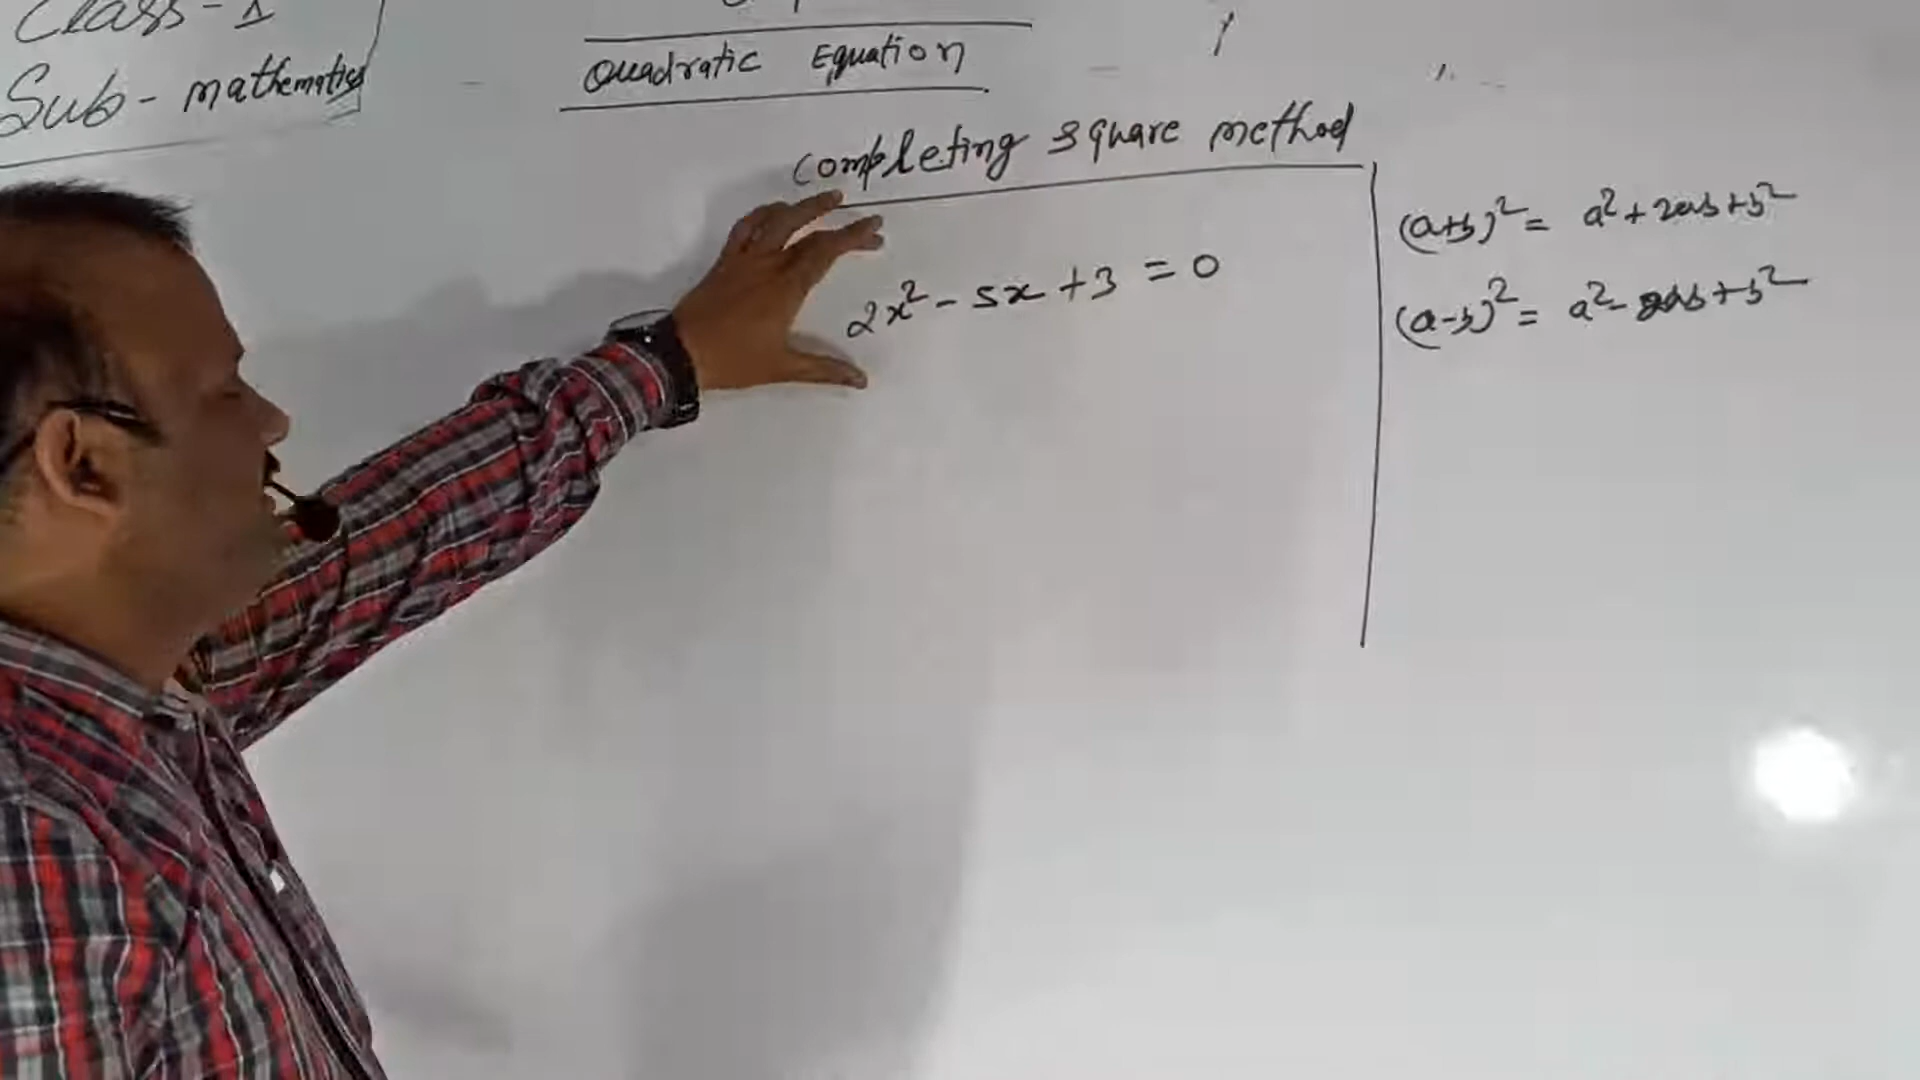 Class-1
Sub- mathematics
Quadratic Equation
Completing square method
2x² - 5x + 3 = 0
(a+b)² = a² + 2ab + b²
(a-b)² = a² - 2ab + b²